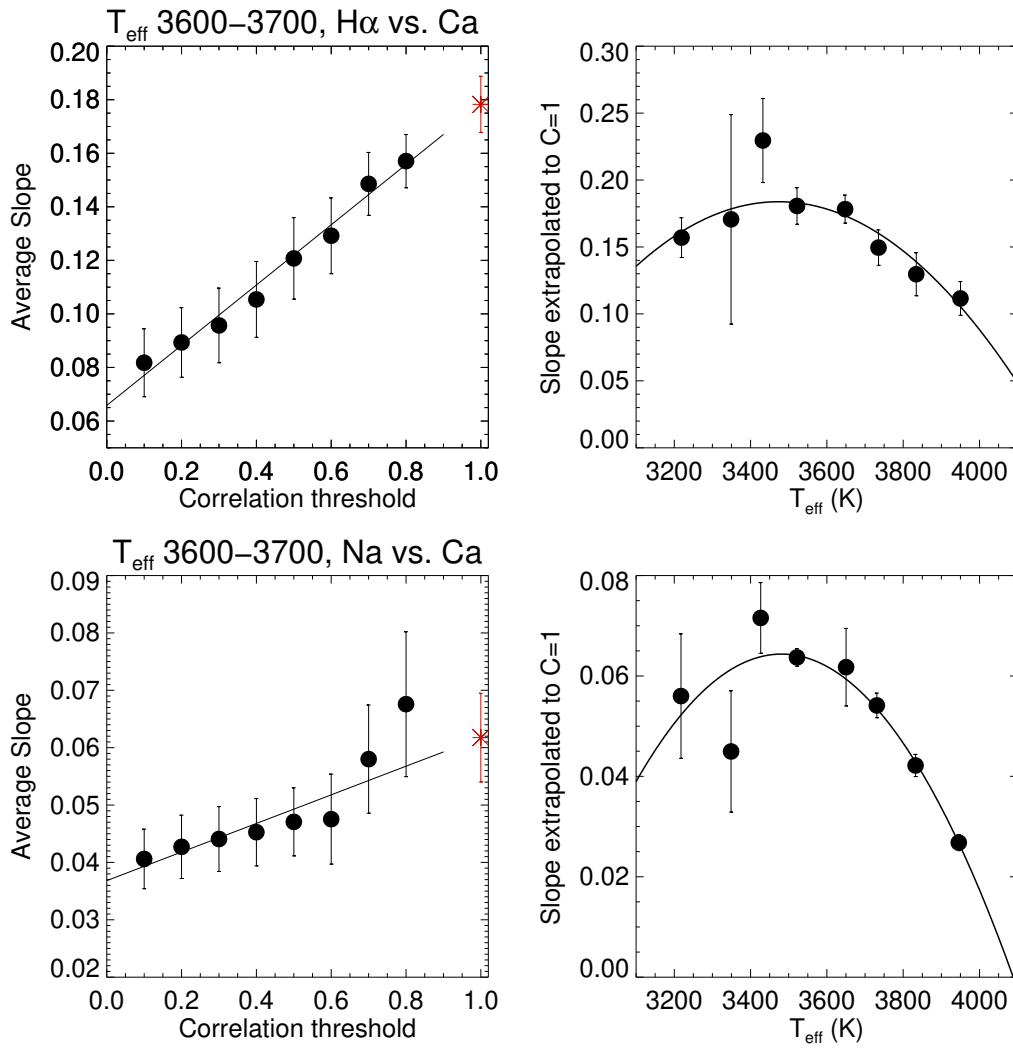 T_eff 3600−3700, Hα vs. Ca
Average Slope
0.20
0.18
0.16
0.14
0.12
0.10
0.08
0.06
0.0 0.2 0.4 0.6 0.8 1.0
Correlation threshold
Slope extrapolated to C=1
0.30
0.25
0.20
0.15
0.10
0.05
0.00
3200 3400 3600 3800 4000
T_eff (K)
T_eff 3600−3700, Na vs. Ca
Average Slope
0.09
0.08
0.07
0.06
0.05
0.04
0.03
0.02
0.0 0.2 0.4 0.6 0.8 1.0
Correlation threshold
Slope extrapolated to C=1
0.08
0.06
0.04
0.02
0.00
3200 3400 3600 3800 4000
T_eff (K)